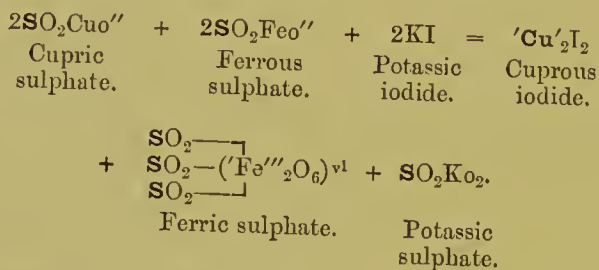 2SO₂Cuo″ + 2SO₂Feo″ + 2KI = ′Cu′₂I₂
Cupric sulphate. Ferrous sulphate. Potassic iodide. Cuprous iodide.
SO₂
+ SO₂—(′Fe‴₂O₆)ᵛⁱ + SO₂Ko₂.
SO₂
Ferric sulphate. Potassic sulphate.